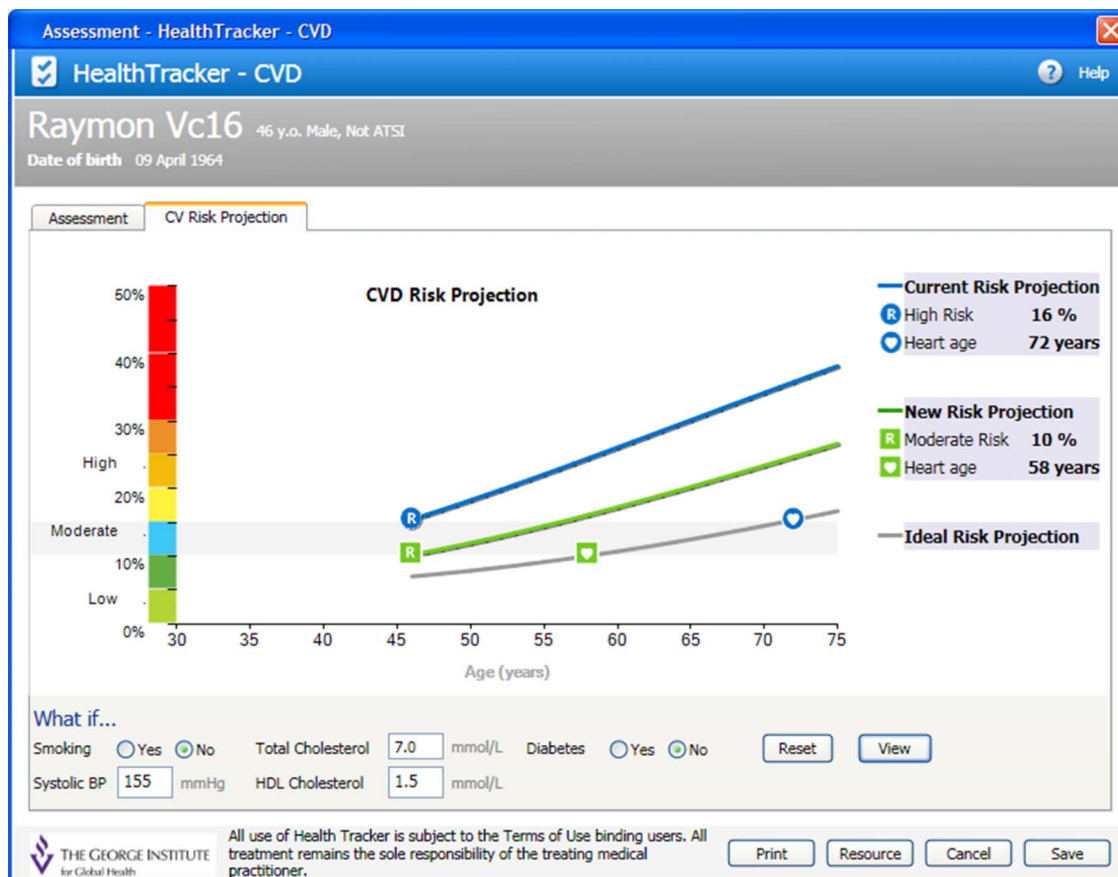 Assessment - HealthTracker - CVD
HealthTracker - CVD
? Help
Raymon Vc16 46 y.o. Male, Not ATSI
Date of birth 09 April 1964
Assessment CV Risk Projection
CVD Risk Projection
50%
40%
30%
High
20%
Moderate
10%
Low
0%
30 35 40 45 50 55 60 65 70 75
Age (years)
R
R
Current Risk Projection
R High Risk 16 %
Heart age 72 years
New Risk Projection
R Moderate Risk 10 %
Heart age 58 years
Ideal Risk Projection
What if...
Smoking Yes No Total Cholesterol 7.0 mmol/L Diabetes Yes No Reset View
Systolic BP 155 mmHg HDL Cholesterol 1.5 mmol/L
THE GEORGE INSTITUTE
for Global Health
All use of Health Tracker is subject to the Terms of Use binding users. All
treatment remains the sole responsibility of the treating medical
practitioner.
Print Resource Cancel Save